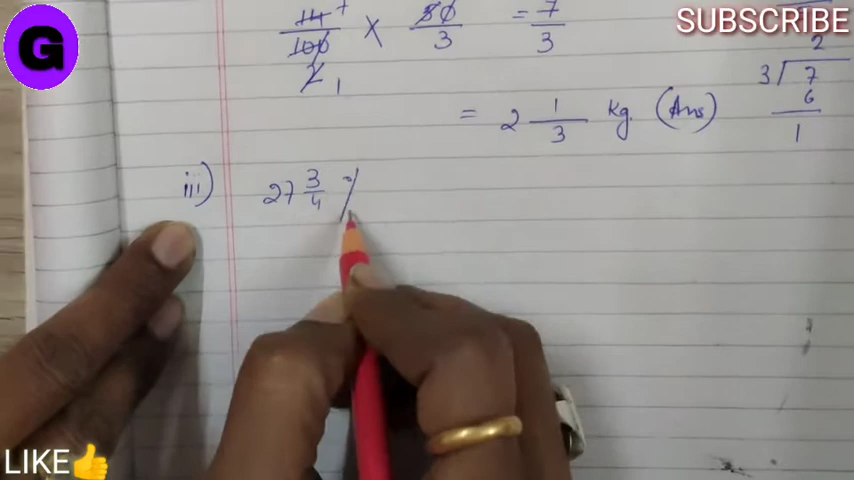 G
SUBSCRIBE
14 7 / 100 2 1 × 50 / 3 = 7 / 3
2
3 ) 7
6
1
= 2 1/3 kg. (Ans)
iii) 27 3/4 %
LIKE👍